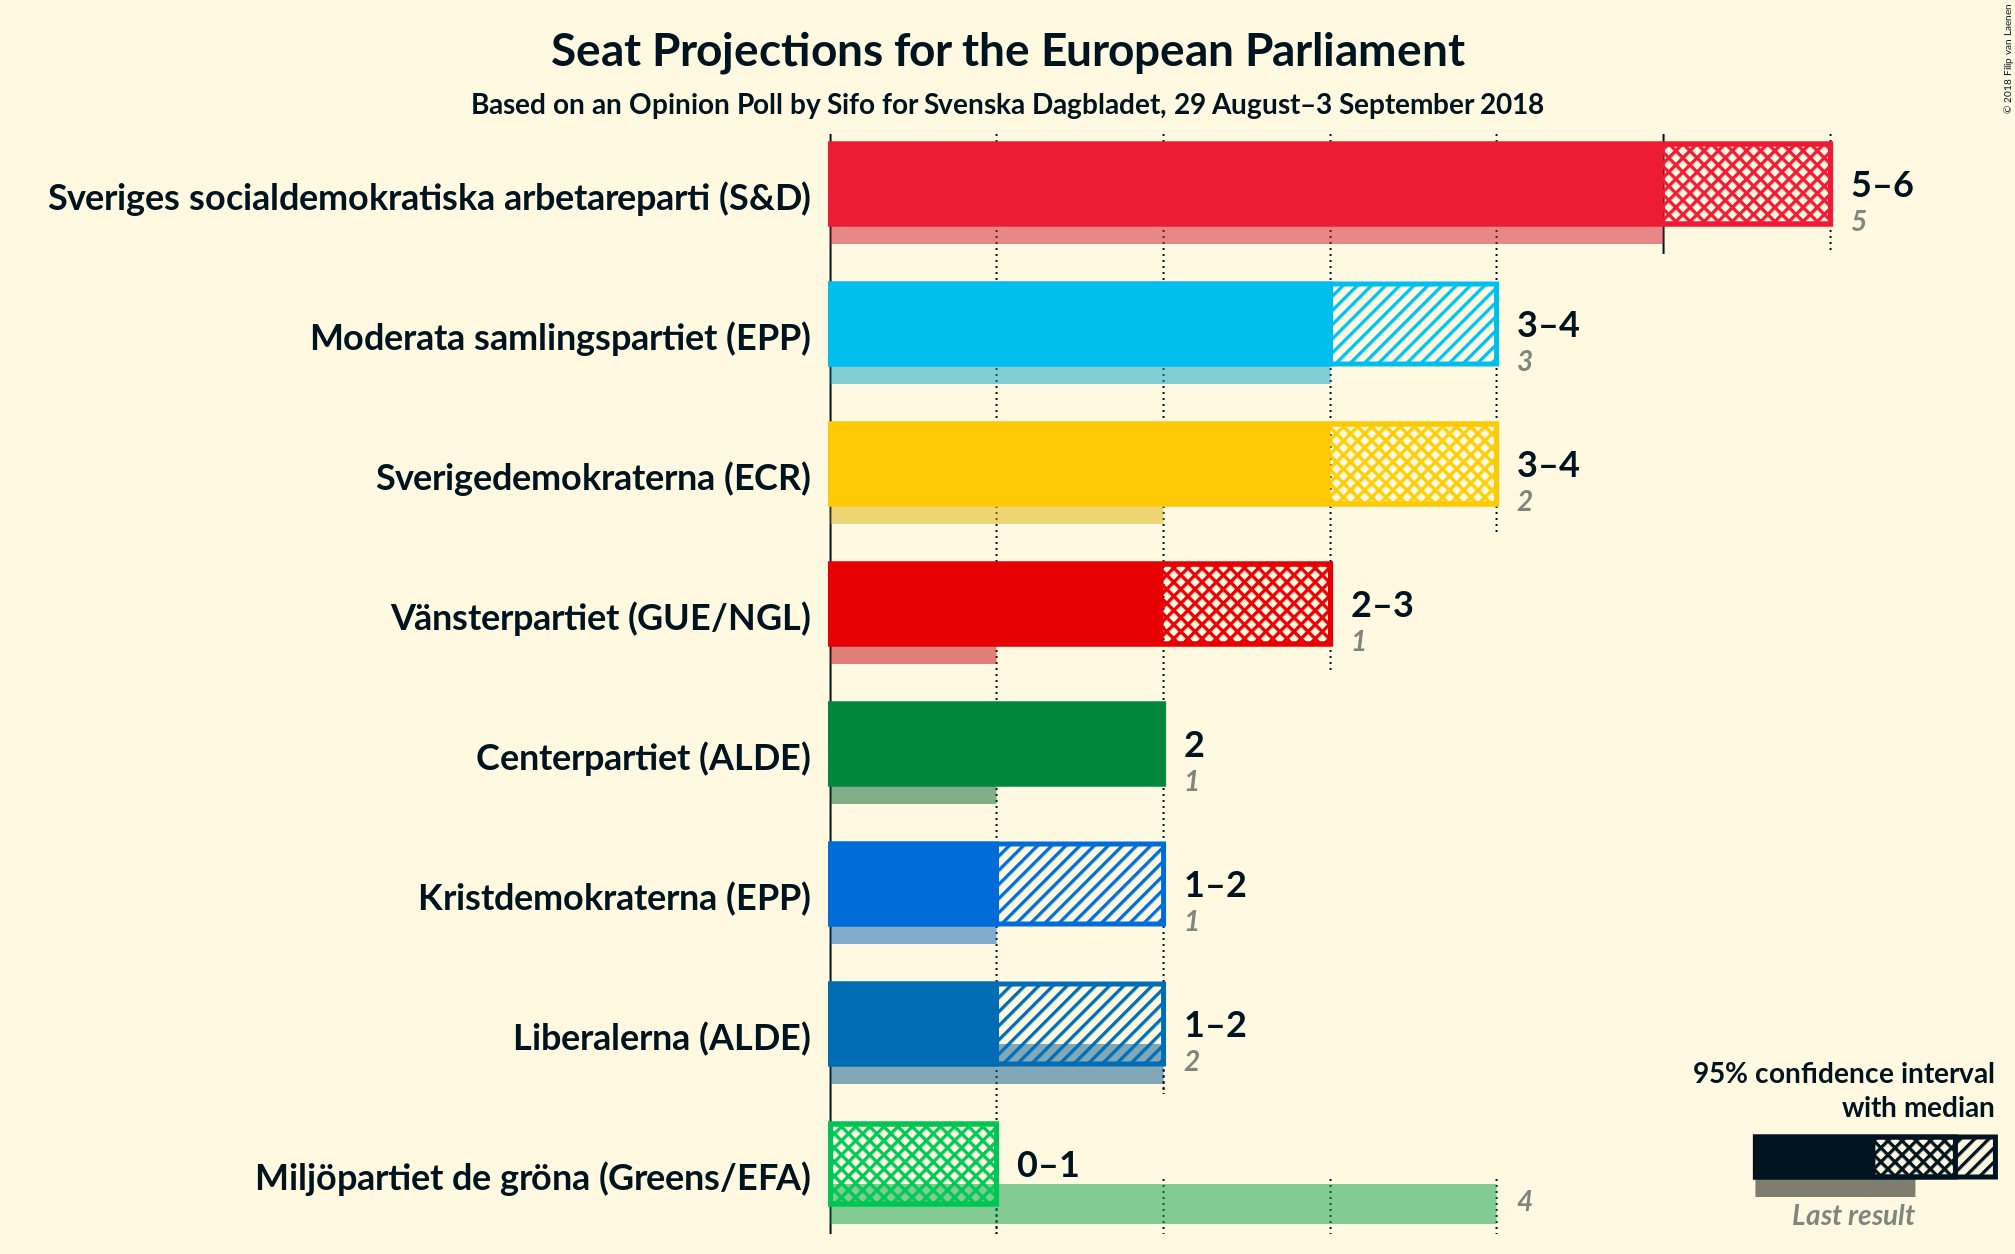 Seat Projections for the European Parliament
Based on an Opinion Poll by Sifo for Svenska Dagbladet, 29 August–3 September 2018
© 2018 Filip van Laenen
Sveriges socialdemokratiska arbetareparti (S&D)
5–6
5
Moderata samlingspartiet (EPP)
3–4
3
Sverigedemokraterna (ECR)
3–4
2
Vänsterpartiet (GUE/NGL)
2–3
1
Centerpartiet (ALDE)
2
1
Kristdemokraterna (EPP)
1–2
1
Liberalerna (ALDE)
1–2
2
Miljöpartiet de gröna (Greens/EFA)
0–1
4
95% confidence interval
with median
Last result